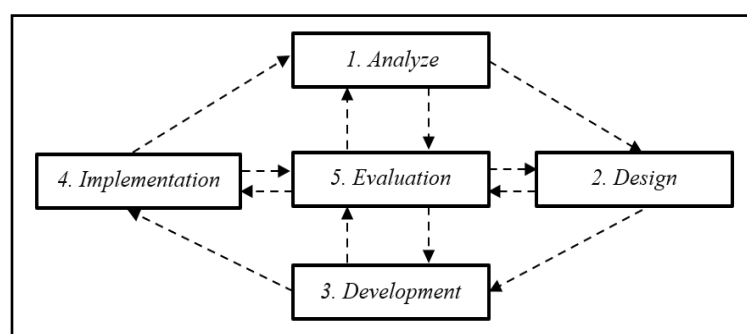 1. Analyze
4. Implementation
5. Evaluation
2. Design
3. Development